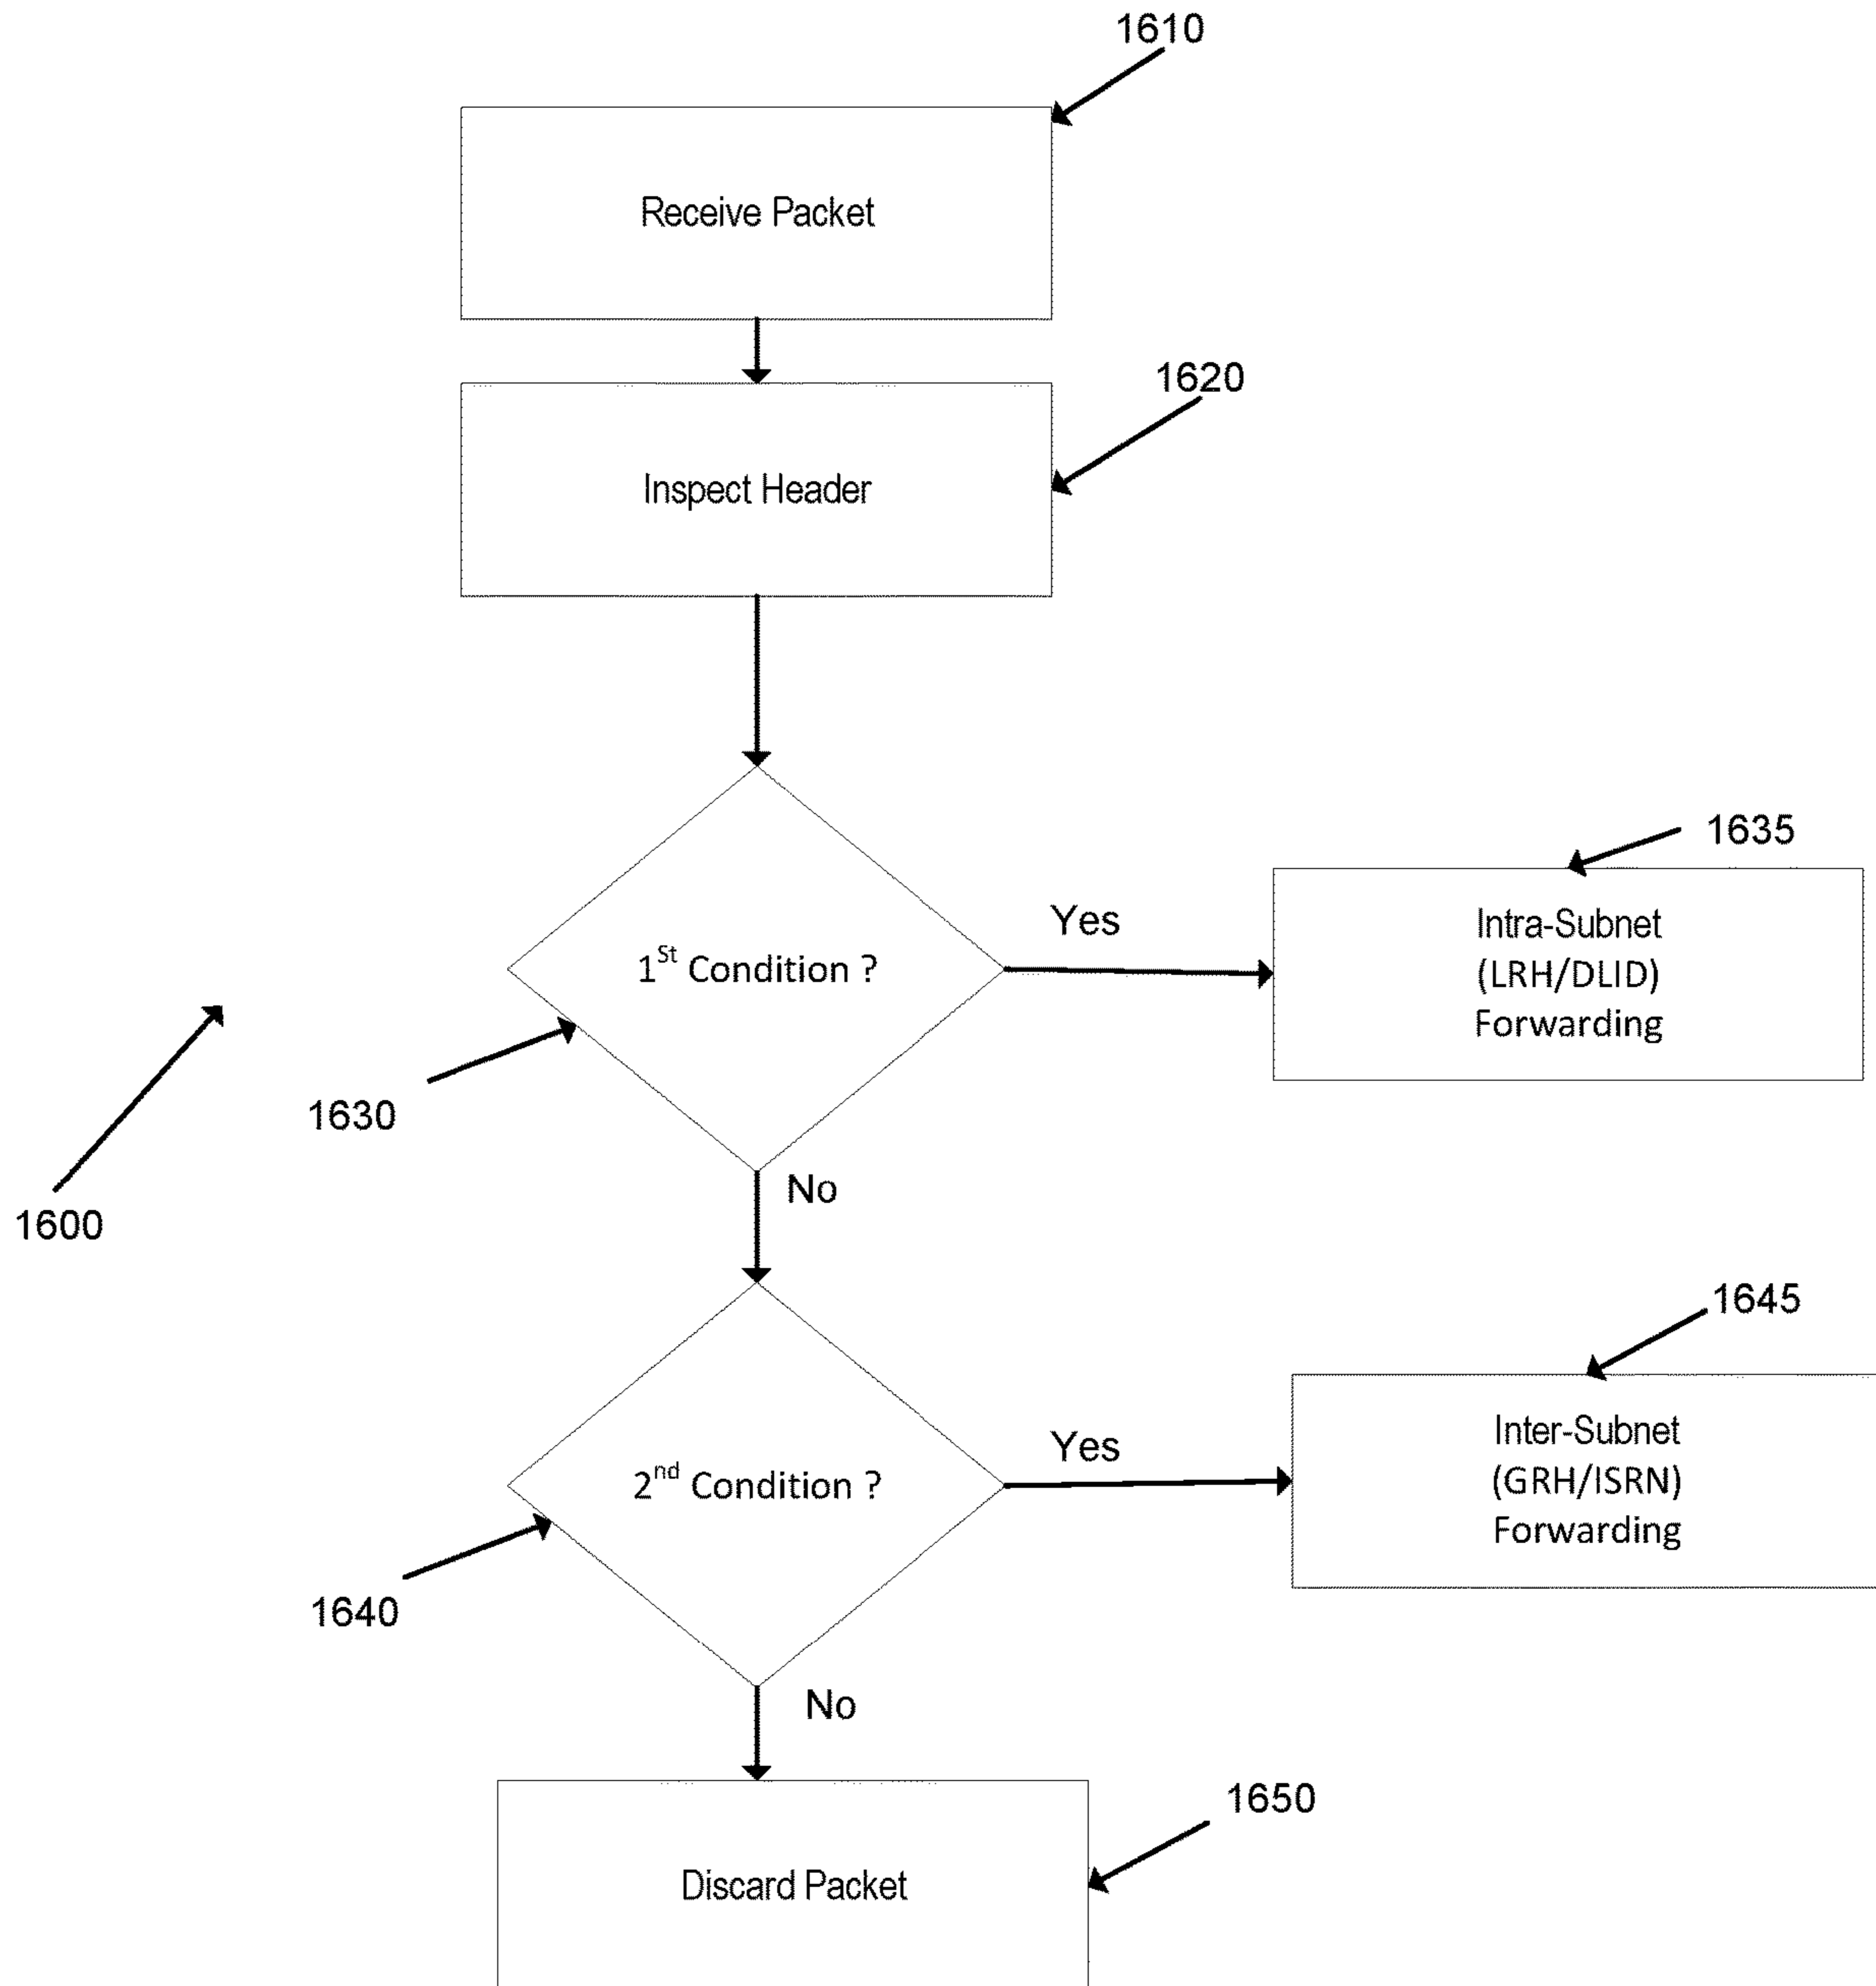 1610
Receive Packet
1620
Inspect Header
1635
1st Condition ?
Yes
Intra-Subnet
(LRH/DLID)
Forwarding
1630
No
1600
1645
2nd Condition ?
Yes
Inter-Subnet
(GRH/ISRN)
Forwarding
1640
No
1650
Discard Packet